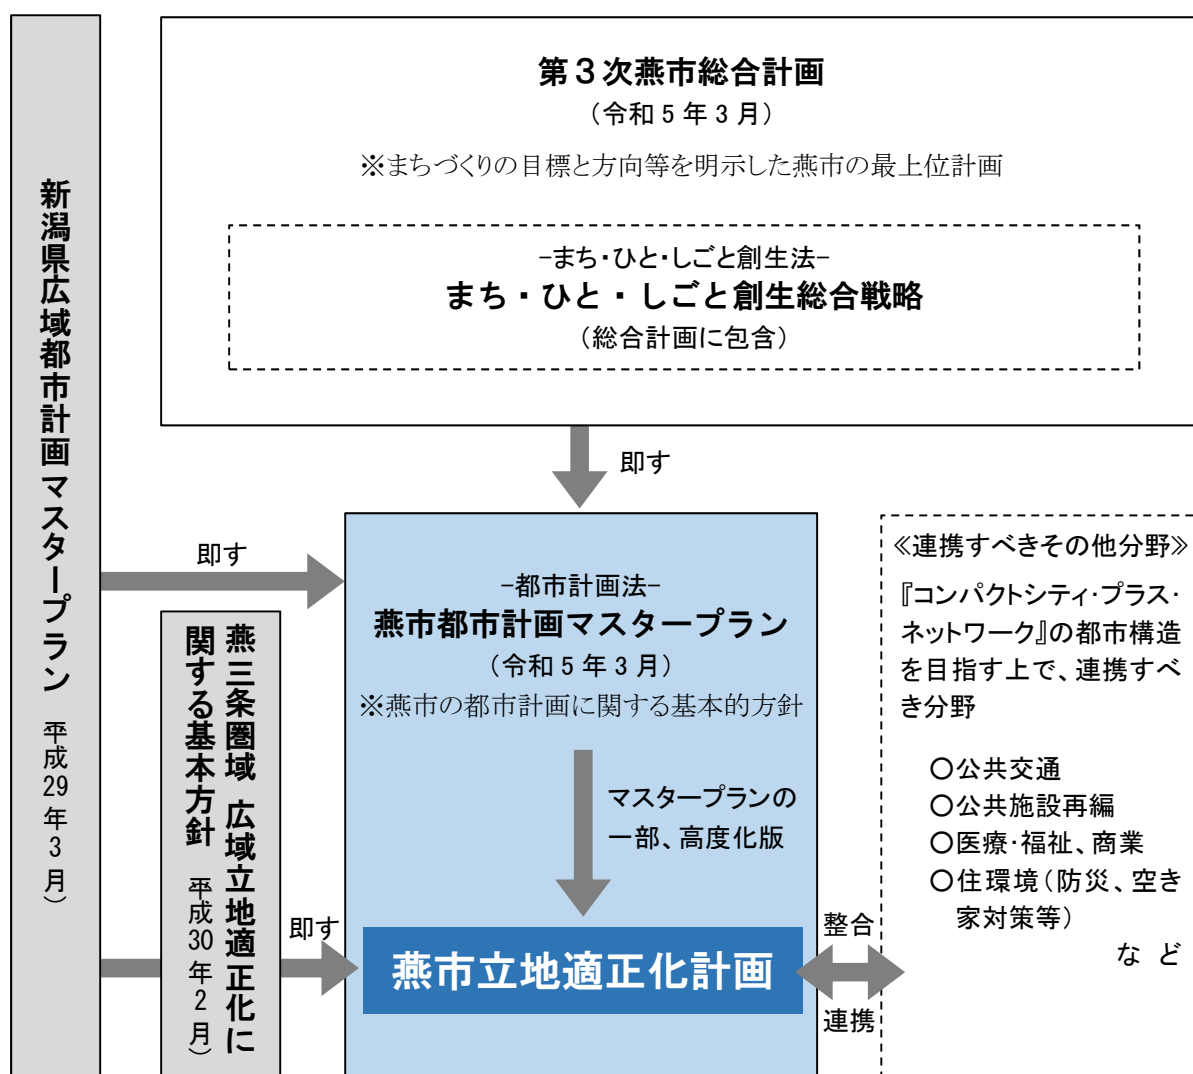 第３次燕市総合計画
（令和５年３月）
※まちづくりの目標と方向等を明示した燕市の最上位計画
-まち・ひと・しごと創生法-
まち・ひと・しごと創生総合戦略
（総合計画に包含）
新潟県広域都市計画マスタープラン 平成29年3月）
即す
即す
-都市計画法-
燕市都市計画マスタープラン
（令和５年３月）
※燕市の都市計画に関する基本的方針
マスタープランの
一部、高度化版
燕三条圏域 広域立地適正化に
関する基本方針 平成30年2月）
即す
燕市立地適正化計画
整合
連携
≪連携すべきその他分野≫
『コンパクトシティ・プラス・
ネットワーク』の都市構造
を目指す上で、連携すべ
き分野
〇公共交通
〇公共施設再編
〇医療・福祉、商業
〇住環境（防災、空き
家対策等）
な ど